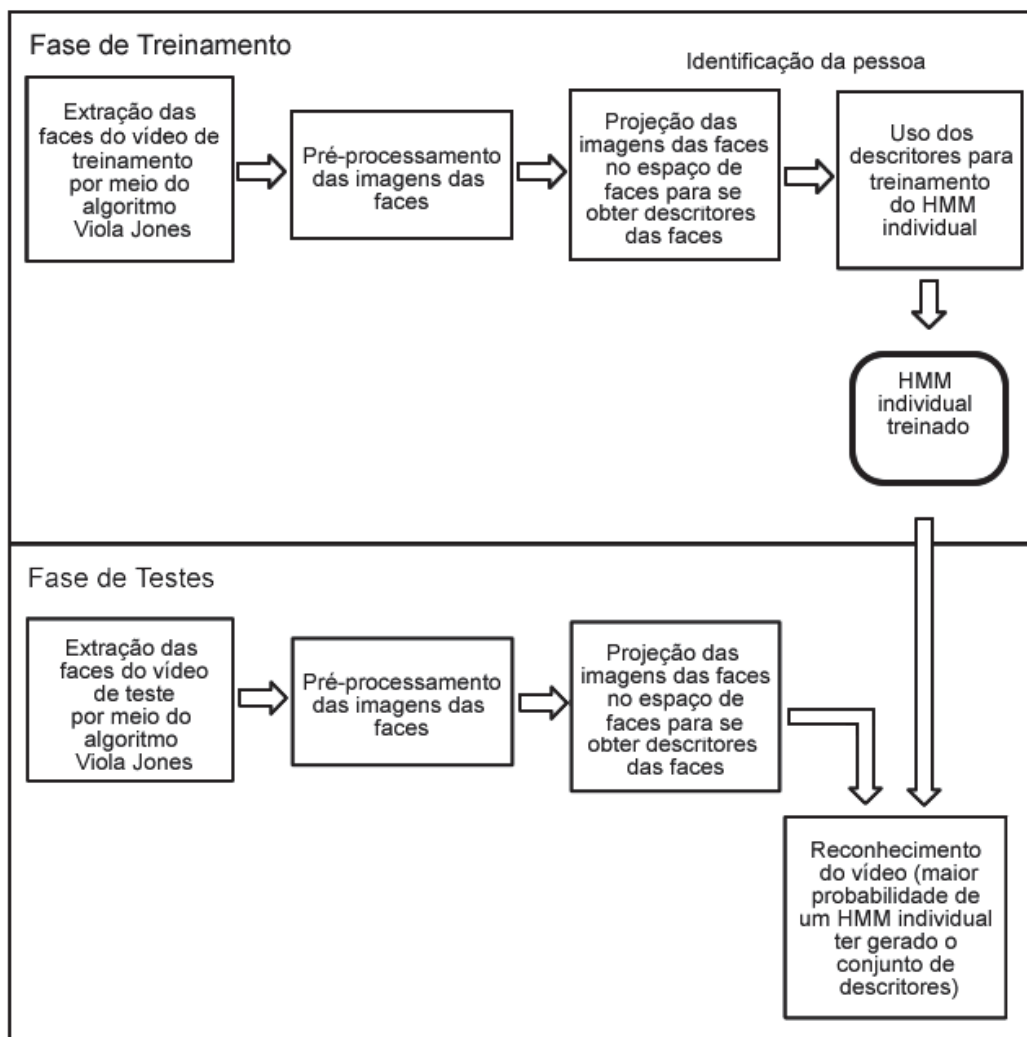 Fase de Treinamento
Identificação da pessoa
Extração das
faces do vídeo de
treinamento
por meio do
algoritmo
Viola Jones
Pré-processamento
das imagens das
faces
Projeção das
imagens das faces
no espaço de
faces para se
obter descritores
das faces
Uso dos
descritores para
treinamento
do HMM
individual
HMM
individual
treinado
Fase de Testes
Extração das
faces do vídeo
de teste
por meio do
algoritmo
Viola Jones
Pré-processamento
das imagens das
faces
Projeção das
imagens das faces
no espaço de
faces para se
obter descritores
das faces
Reconhecimento
do vídeo (maior
probabilidade de
um HMM individual
ter gerado o
conjunto de
descritores)